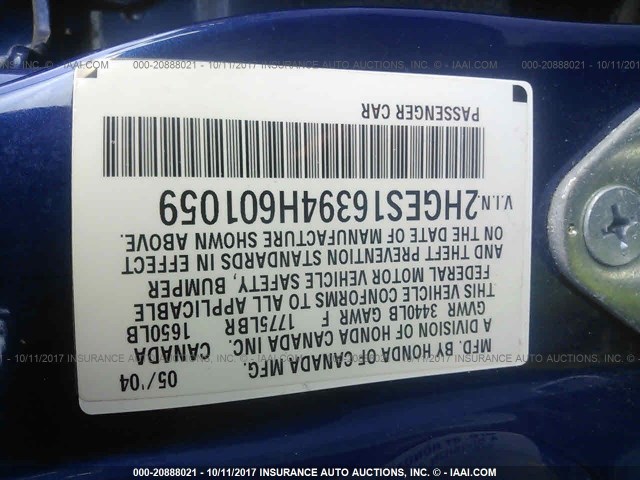 000-20888021 - 10/11/2017 INSURANCE AUTO AUCTIONS, INC. - © - IAAI.COM
MFD. BY HONDA OF CANADA MFG. 05/'04
A DIVISION OF HONDA CANADA INC. CANADA
GVWR 3440LB GAWR F 1775LB R 1650LB
THIS VEHICLE CONFORMS TO ALL APPLICABLE
FEDERAL MOTOR VEHICLE SAFETY, BUMPER
AND THEFT PREVENTION STANDARDS IN EFFECT
ON THE DATE OF MANUFACTURE SHOWN ABOVE.
V.I.N. 2HGES16394H601059
PASSENGER CAR
000-20888021 - 10/11/2017 INSURANCE AUTO AUCTIONS, INC. - © - IAAI.COM